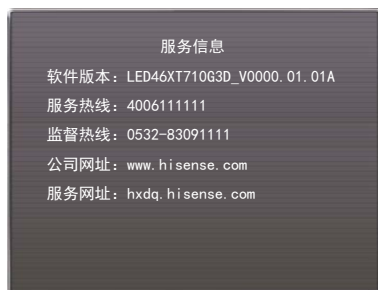 服务信息
软件版本：LED46XT710G3D_V0000.01.01A
服务热线：4006111111
监督热线：0532-83091111
公司网址：www.hisense.com
服务网址：hxdq.hisense.com